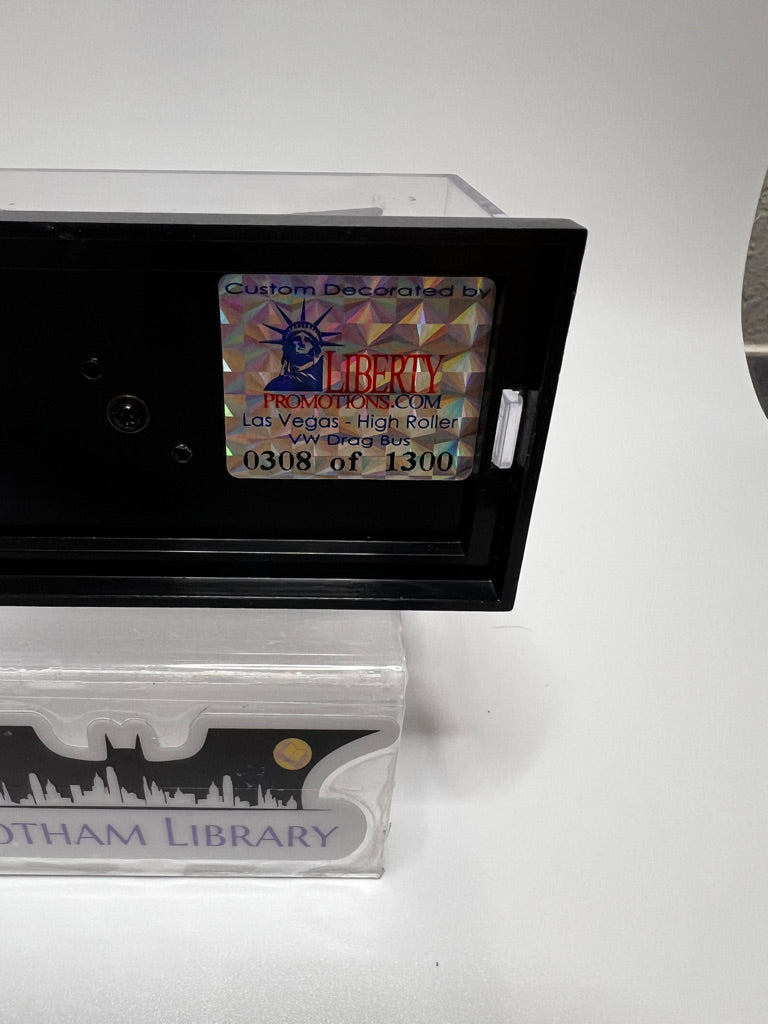 Custom Decorated by
LIBERTY
PROMOTIONS.COM
Las Vegas - High Roller
VW Drag Bus
0308 of 1300
OTHAM LIBRARY